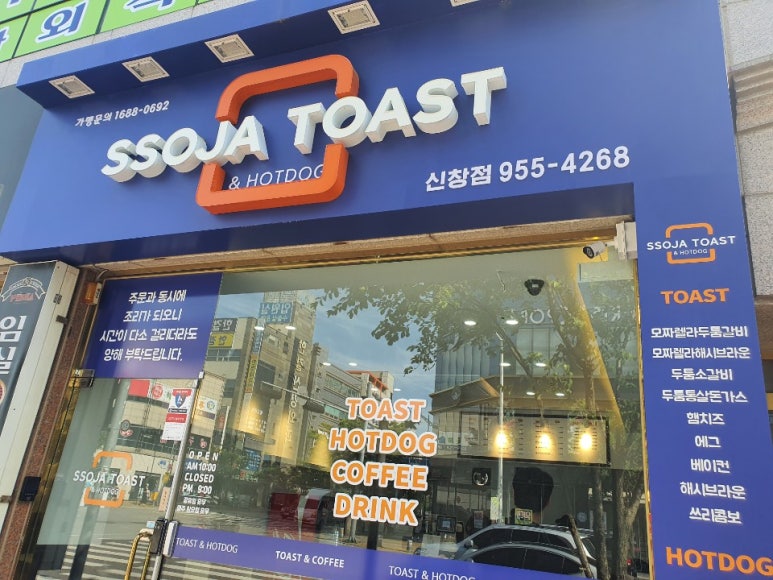 가맹문의 1688-0692
SSOJA TOAST
& HOTDOG
신창점 955-4268
주문과 동시에
조리가 되오니
시간이 다소 걸리더라도
양해 부탁드립니다.
SSOJA TOAST
& HOTDOG
OPEN
AM 10:00
CLOSED
PM 9:00
TOAST
HOTDOG
COFFEE
DRINK
TOAST & HOTDOG
TOAST & COFFEE
TOAST & HOTDOG
SSOJA TOAST
& HOTDOG
TOAST
모짜렐라두툼갈비
모짜렐라해시브라운
두툼소갈비
두툼통살돈가스
햄치즈
에그
베이컨
해시브라운
쓰리콤보
HOTDOG
임
실